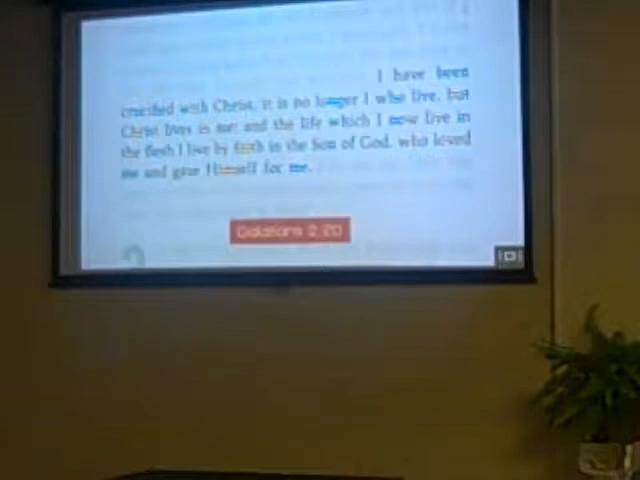 I have been
crucified with Christ, it is no longer I who live, but
Christ lives in me; and the life which I now live in
the flesh I live by faith in the Son of God, who loved
me and gave Himself for me.
Galatians 2:20